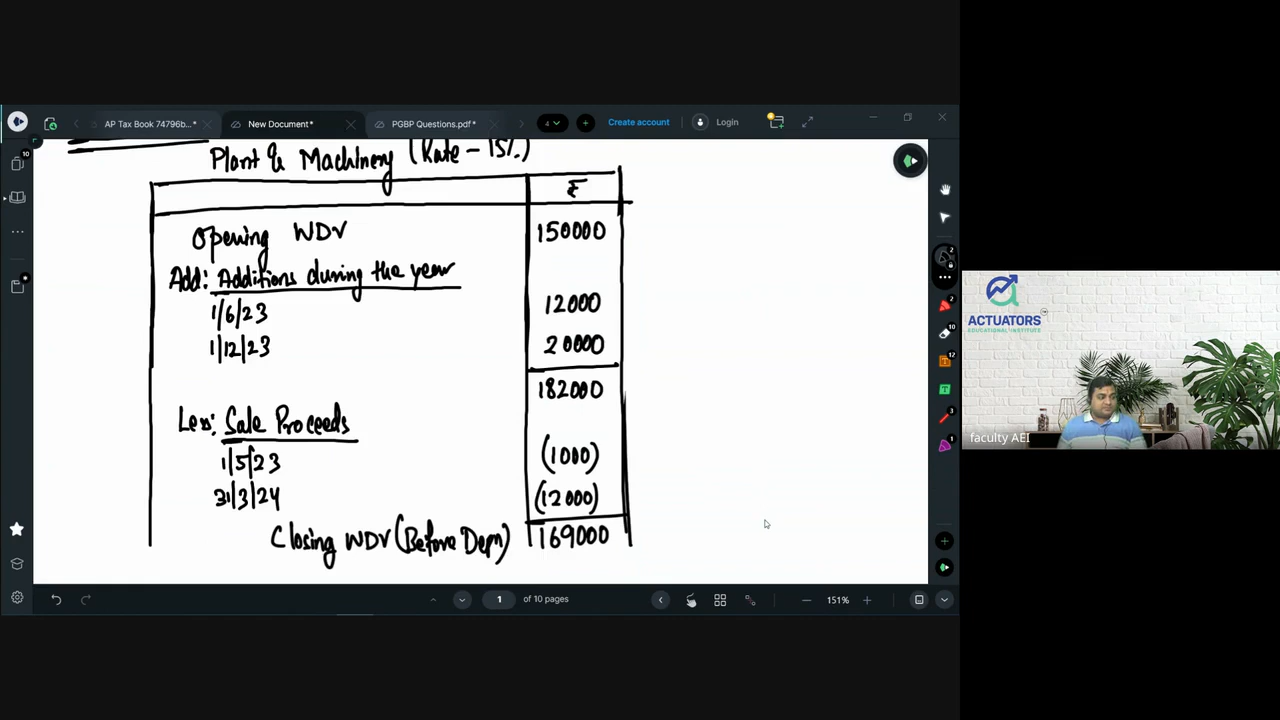 AP Tax Book 74796b...*
New Document*
PGBP Questions.pdf*
4
Create account
Login
Plant & Machinery (Rate - 15%)
₹
Opening WDV 150000
Add: Additions during the year
1/6/23 12000
1/12/23 20000
182000
Less: Sale Proceeds
1/5/23 (1000)
31/3/24 (12000)
Closing WDV (Before Depn) 169000
1 of 10 pages
151%
ACTUATORS
EDUCATIONAL INSTITUTE
faculty AEI